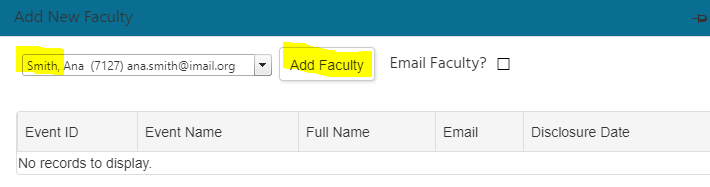 Add New Faculty
Smith, Ana (7127) ana.smith@imail.org Add Faculty Email Faculty?
Event ID Event Name Full Name Email Disclosure Date
No records to display.